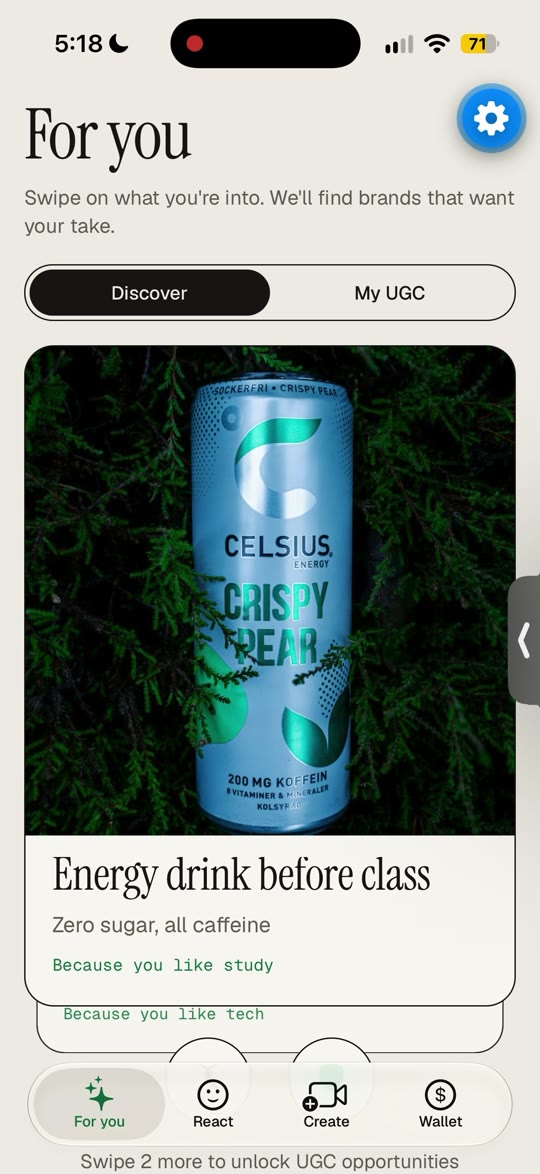 5:18
71
For you
Swipe on what you're into. We'll find brands that want
your take.
Discover
My UGC
SOCKERFRI • CRISPY PEAR
CELSIUS
ENERGY
CRISPY
PEAR
200 MG KOFFEIN
B VITAMINER & MINERALER
KOLSYRAD
Energy drink before class
Zero sugar, all caffeine
Because you like study
Because you like tech
For you
React
Create
$
Wallet
Swipe 2 more to unlock UGC opportunities